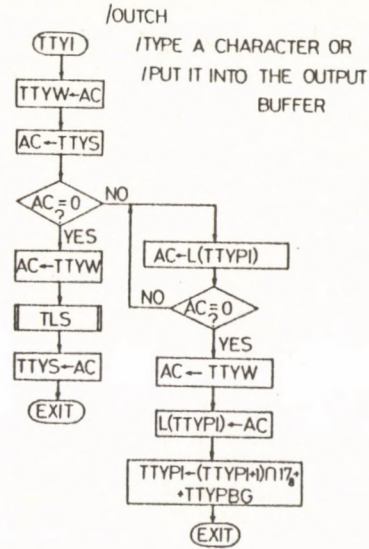 /OUTCH
/TYPE A CHARACTER OR
/PUT IT INTO THE OUTPUT
BUFFER
TTYI
TTYW←AC
AC←TTYS
AC=0
?
NO
YES
AC←TTYW
TLS
TTYS←AC
EXIT
AC←L(TTYPI)
NO
AC=0
?
YES
AC←TTYW
L(TTYPI)←AC
TTYPI←(TTYPI+1)∩17₈+
+TTYPBG
EXIT